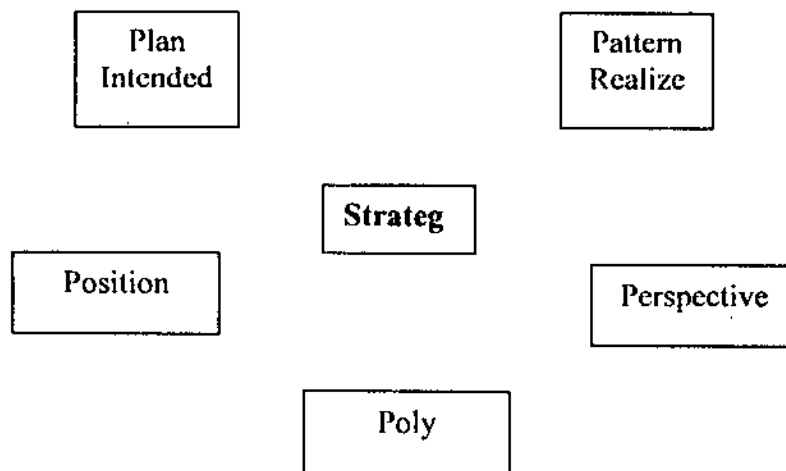 Plan
Intended
Pattern
Realize
Strateg
Position
Perspective
Poly